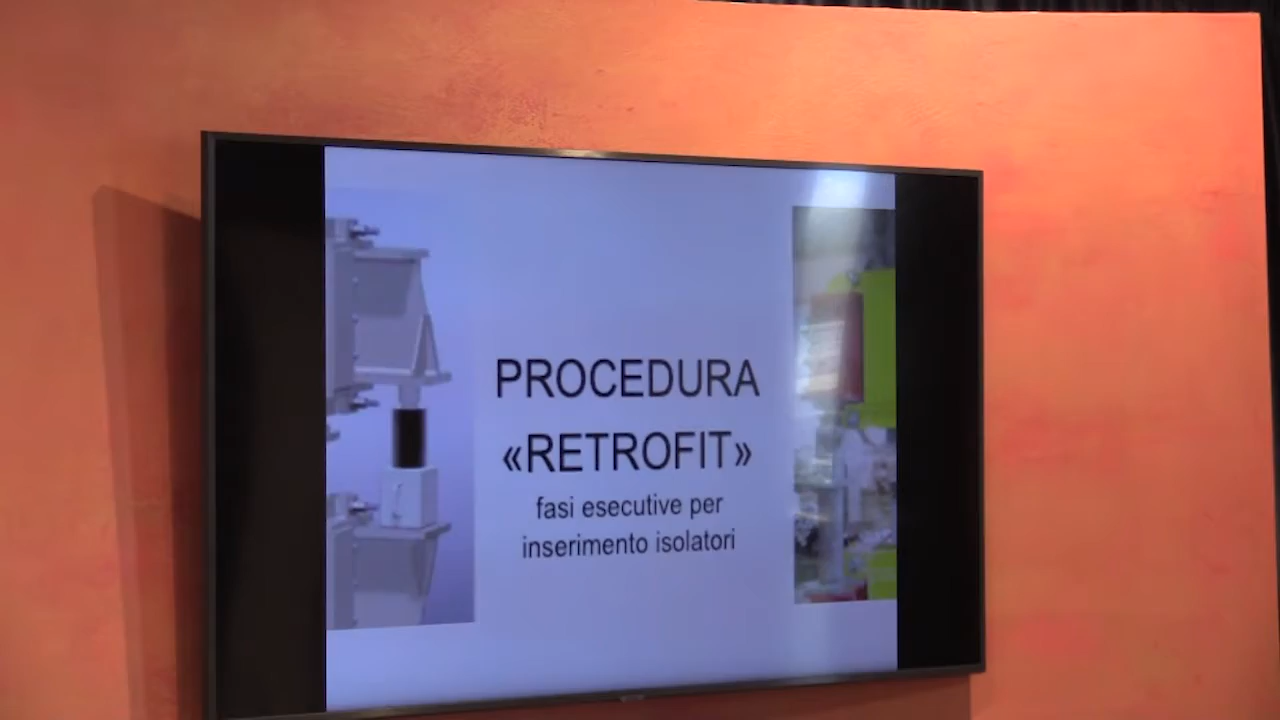 PROCEDURA
«RETROFIT»
fasi esecutive per
inserimento isolatori